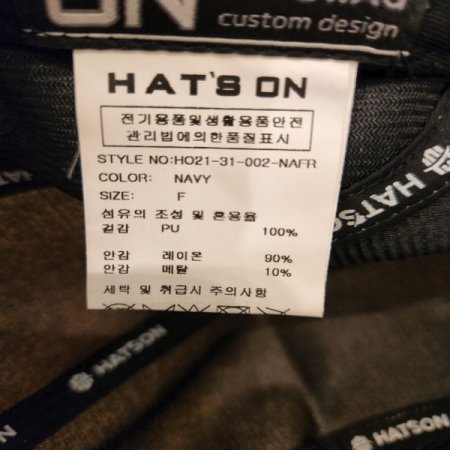 ON
custom design
HAT'S ON
전기용품및생활용품안전
관리법에의한품질표시
STYLE NO:HO21-31-002-NAFR
COLOR: NAVY
SIZE: F
섬유의 조성 및 혼용율
겉감 PU 100%
안감 레이온 90%
안감 메탈 10%
세탁 및 취급시 주의사항
HATSON
HATSON
HATSON
HATSON